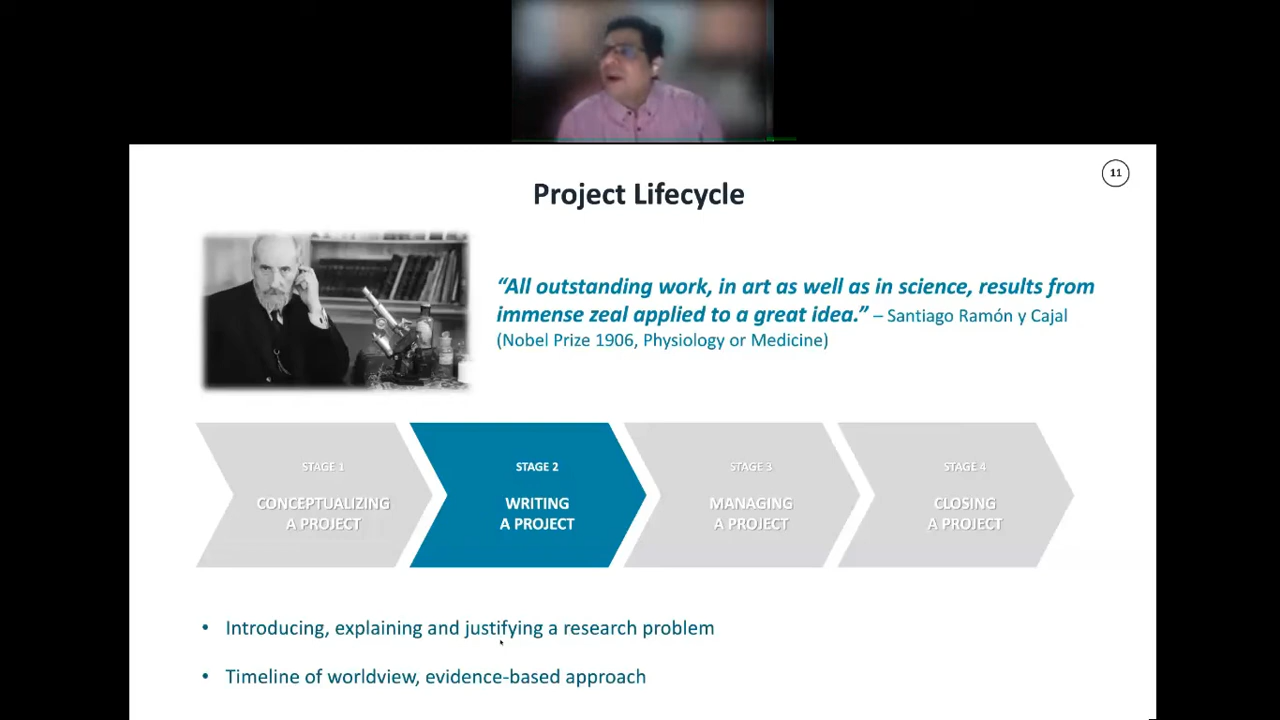 11
Project Lifecycle
“All outstanding work, in art as well as in science, results from
immense zeal applied to a great idea.” – Santiago Ramón y Cajal
(Nobel Prize 1906, Physiology or Medicine)
STAGE 1
CONCEPTUALIZING
A PROJECT
STAGE 2
WRITING
A PROJECT
STAGE 3
MANAGING
A PROJECT
STAGE 4
CLOSING
A PROJECT
• Introducing, explaining and justifying a research problem
• Timeline of worldview, evidence-based approach